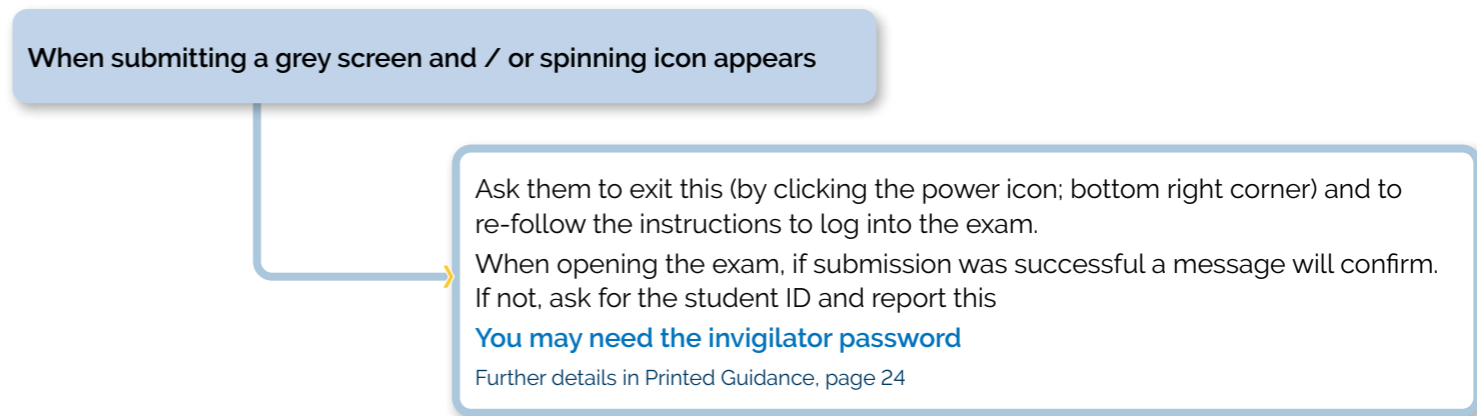 When submitting a grey screen and / or spinning icon appears
Ask them to exit this (by clicking the power icon; bottom right corner) and to
re-follow the instructions to log into the exam.
When opening the exam, if submission was successful a message will confirm.
If not, ask for the student ID and report this
You may need the invigilator password
Further details in Printed Guidance, page 24